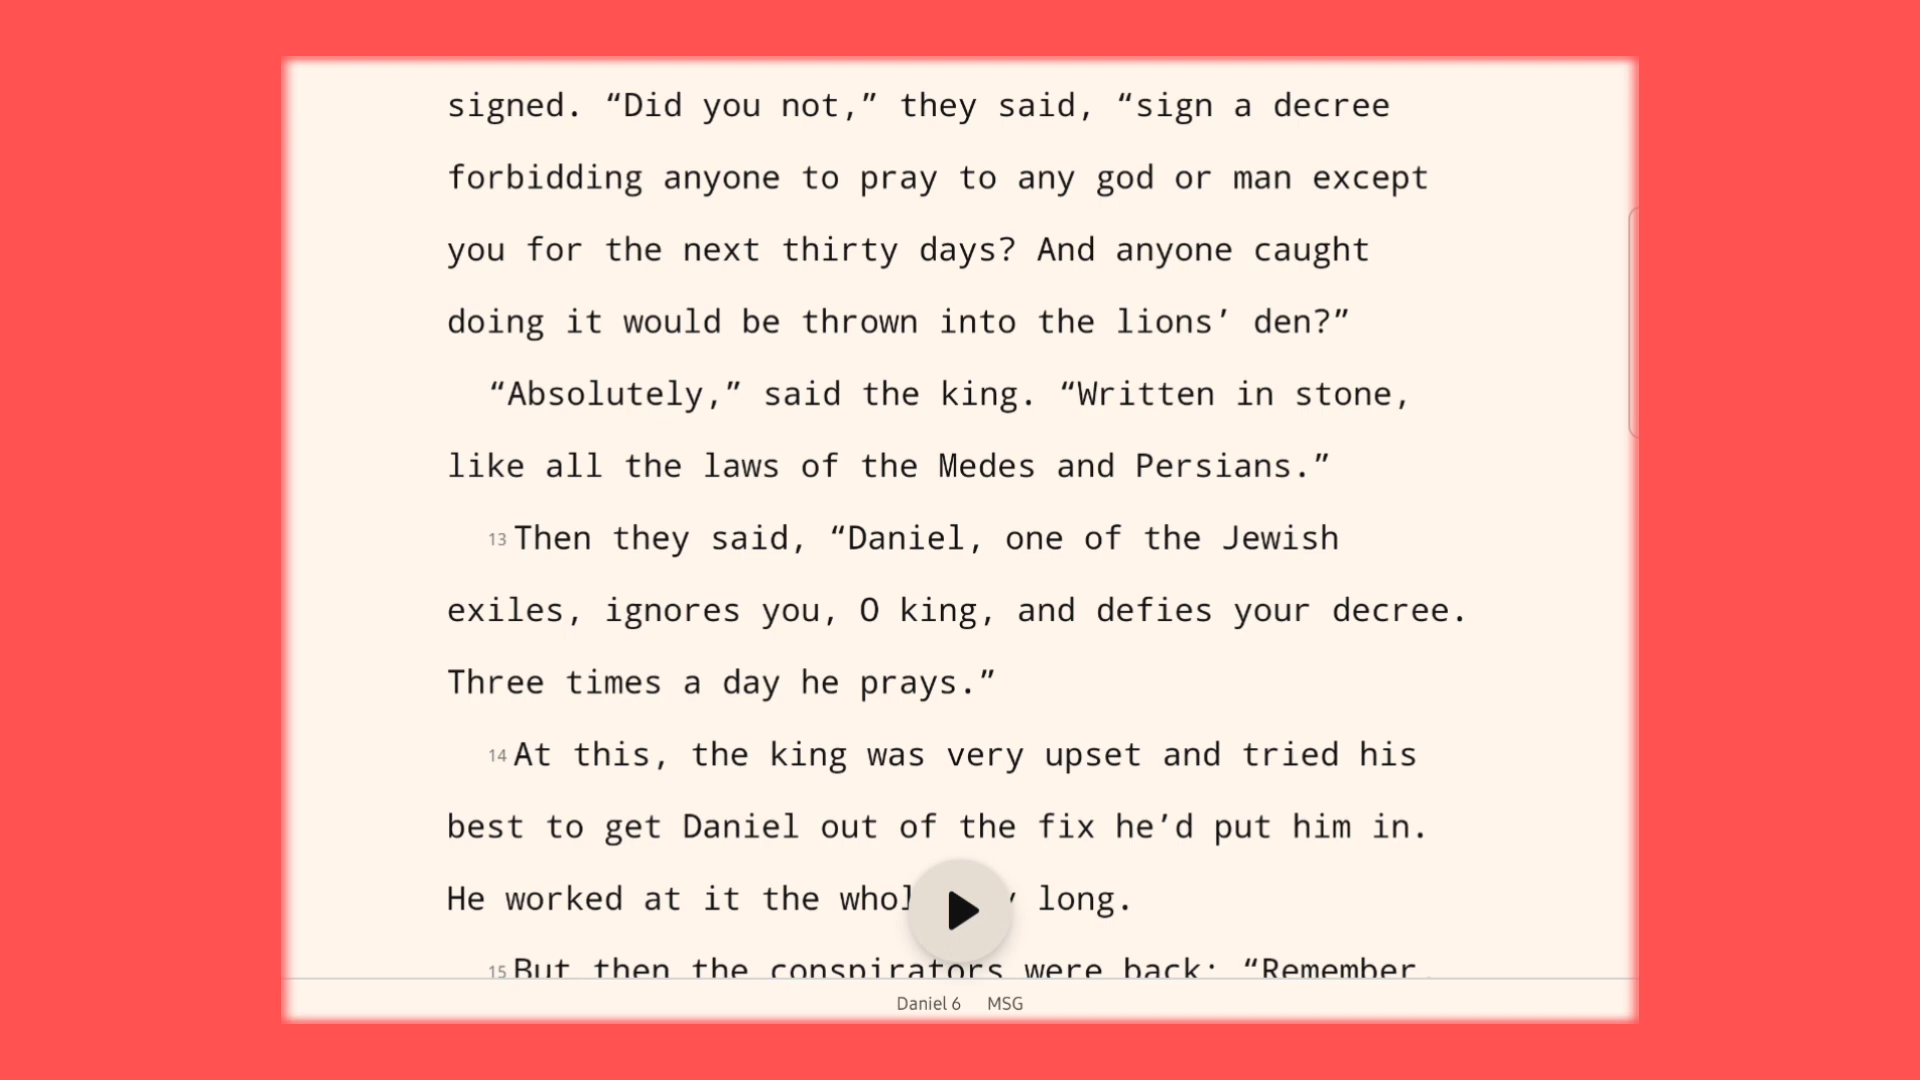 signed. “Did you not,” they said, “sign a decree
forbidding anyone to pray to any god or man except
you for the next thirty days? And anyone caught
doing it would be thrown into the lions’ den?”
“Absolutely,” said the king. “Written in stone,
like all the laws of the Medes and Persians.”
13 Then they said, “Daniel, one of the Jewish
exiles, ignores you, O king, and defies your decree.
Three times a day he prays.”
14 At this, the king was very upset and tried his
best to get Daniel out of the fix he’d put him in.
He worked at it the long.
15 But then the conspirators were back: “Remember
Daniel 6 MSG